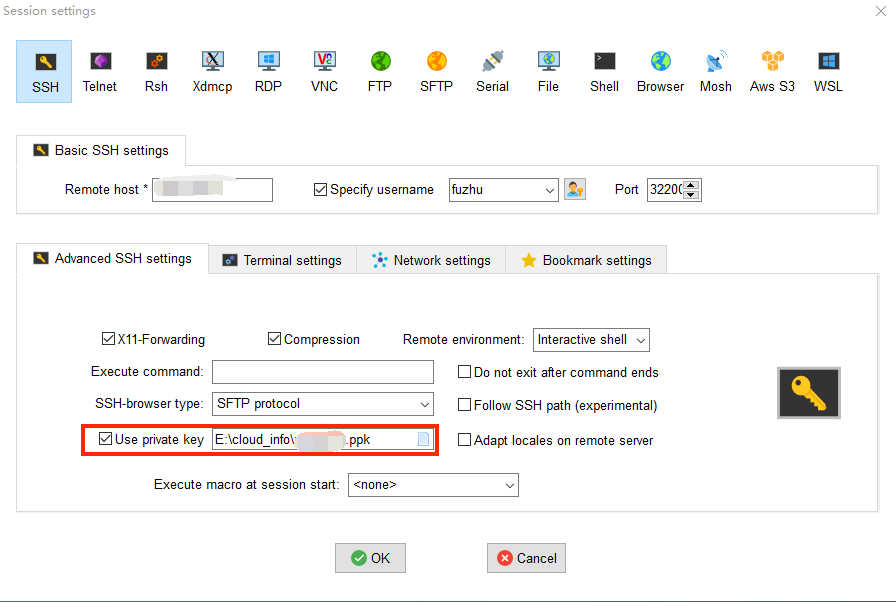 Session settings
SSH Telnet Rsh Xdmcp RDP VNC FTP SFTP Serial File Shell Browser Mosh Aws S3 WSL
Basic SSH settings
Remote host * Specify username fuzhu Port 32200
Advanced SSH settings Terminal settings Network settings Bookmark settings
X11-Forwarding Compression Remote environment: Interactive shell
Execute command: Do not exit after command ends
SSH-browser type: SFTP protocol Follow SSH path (experimental)
Use private key E:\cloud_info\ .ppk Adapt locales on remote server
Execute macro at session start: <none>
OK Cancel